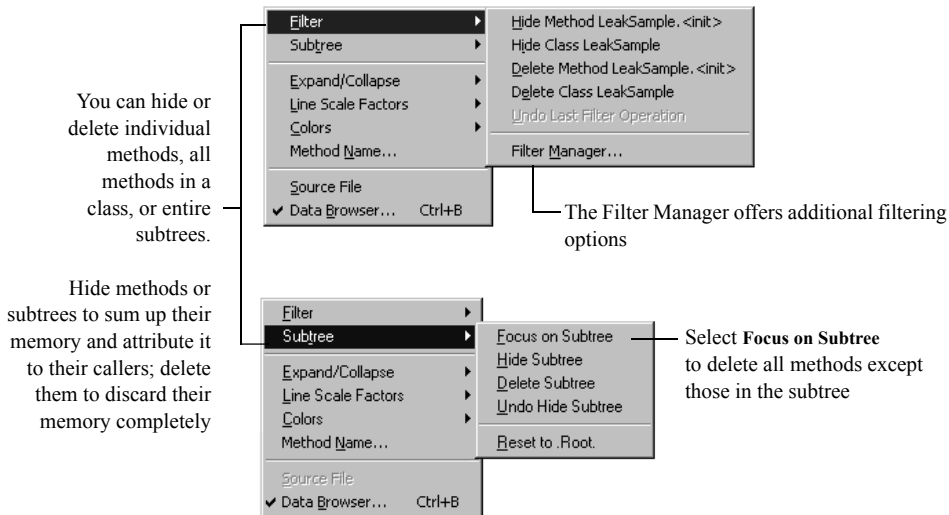 You can hide or
delete individual
methods, all
methods in a
class, or entire
subtrees.
Hide methods or
subtrees to sum up their
memory and attribute it
to their callers; delete
them to discard their
memory completely
Filter
Subtree
Expand/Collapse
Line Scale Factors
Colors
Method Name...
Source File
Data Browser... Ctrl+B
Hide Method LeakSample.<init>
Hide Class LeakSample
Delete Method LeakSample.<init>
Delete Class LeakSample
Undo Last Filter Operation
Filter Manager...
The Filter Manager offers additional filtering
options
Filter
Subtree
Expand/Collapse
Line Scale Factors
Colors
Method Name...
Source File
Data Browser... Ctrl+B
Focus on Subtree
Hide Subtree
Delete Subtree
Undo Hide Subtree
Reset to .Root.
Select Focus on Subtree
to delete all methods except
those in the subtree